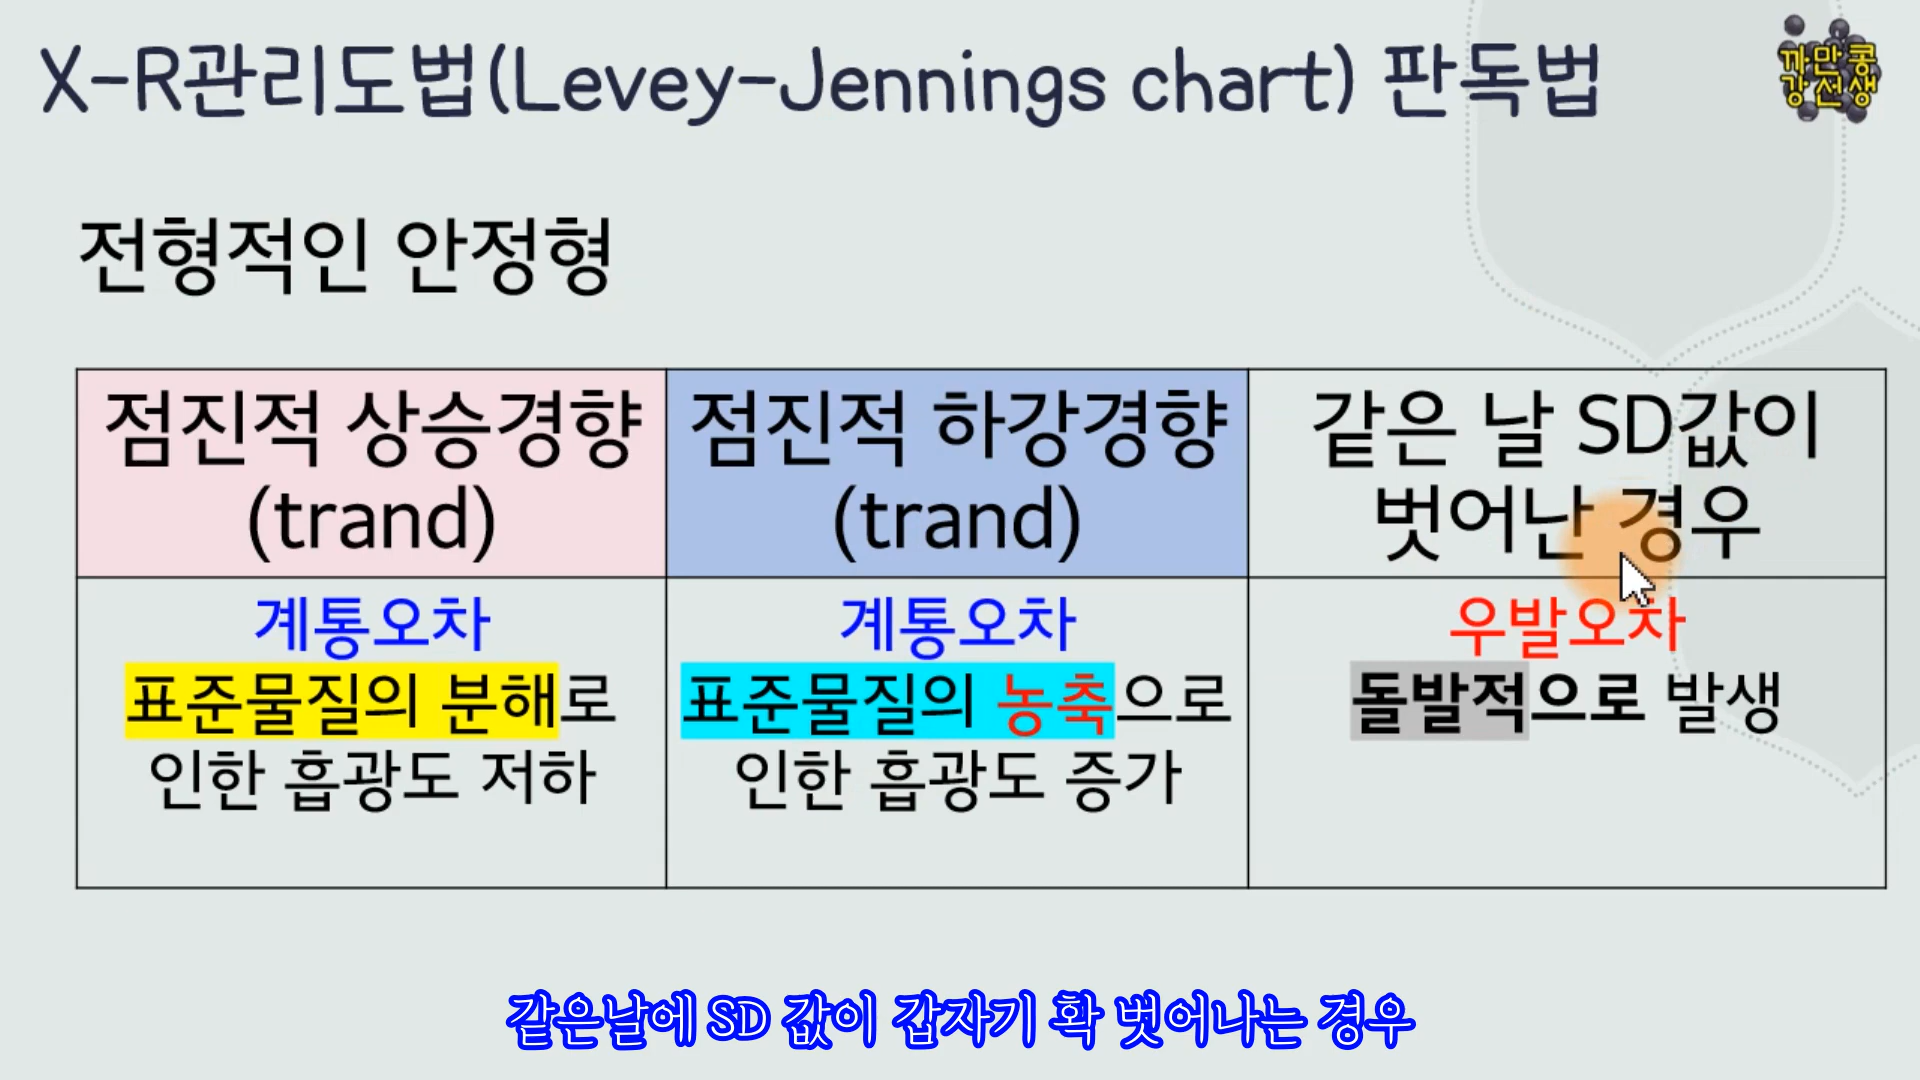 X-R관리도법(Levey-Jennings chart) 판독법
까만콩
강선생
전형적인 안정형
점진적 상승경향
(trand)
점진적 하강경향
(trand)
같은 날 SD값이
벗어난 경우
계통오차
표준물질의 분해로
인한 흡광도 저하
계통오차
표준물질의 농축으로
인한 흡광도 증가
우발오차
돌발적으로 발생
같은날에 SD 값이 갑자기 확 벗어나는 경우